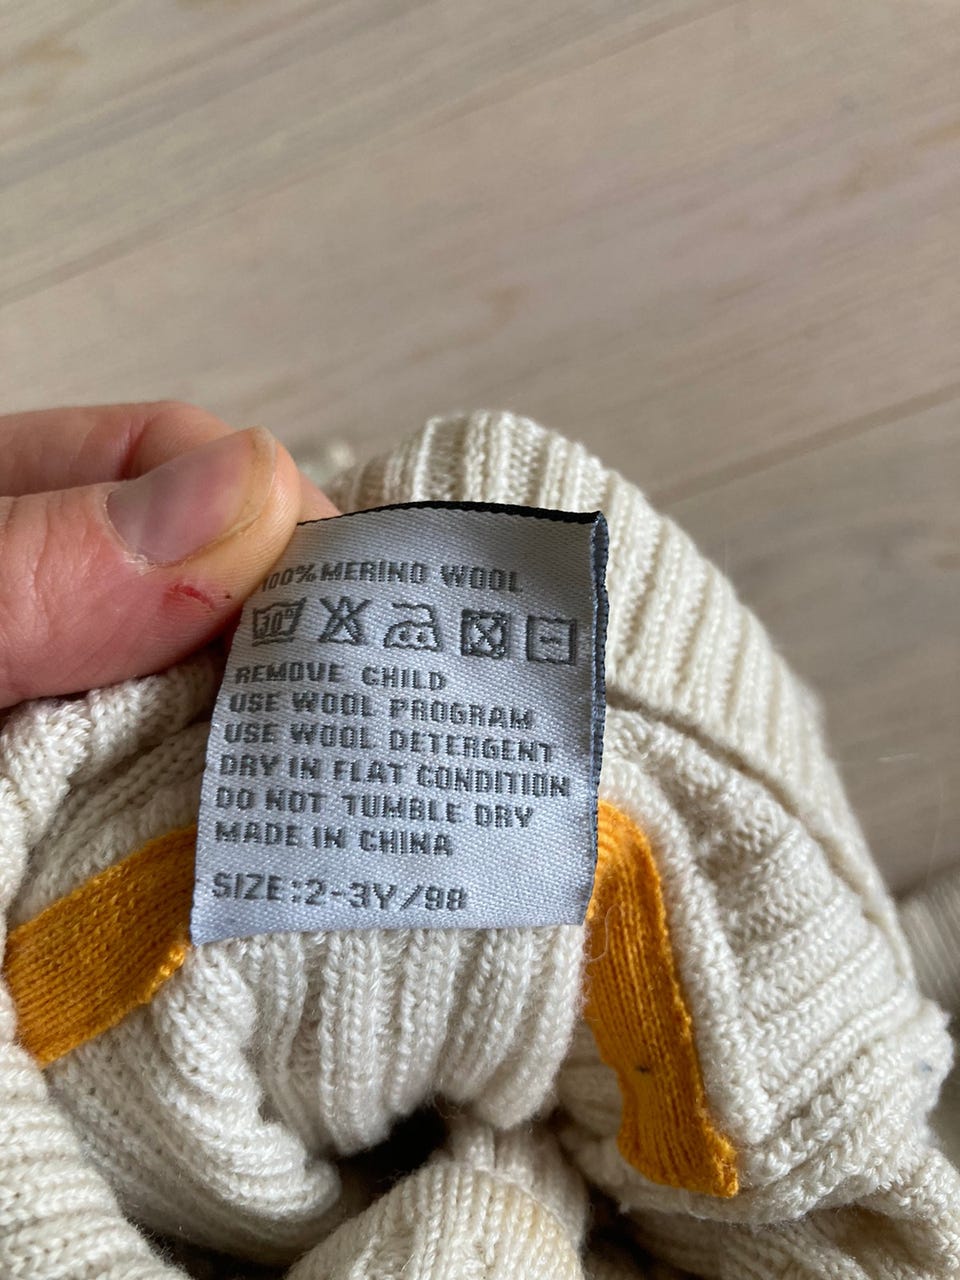 100% MERINO WOOL
30°
REMOVE CHILD
USE WOOL PROGRAM
USE WOOL DETERGENT
DRY IN FLAT CONDITION
DO NOT TUMBLE DRY
MADE IN CHINA
SIZE:2-3Y/98